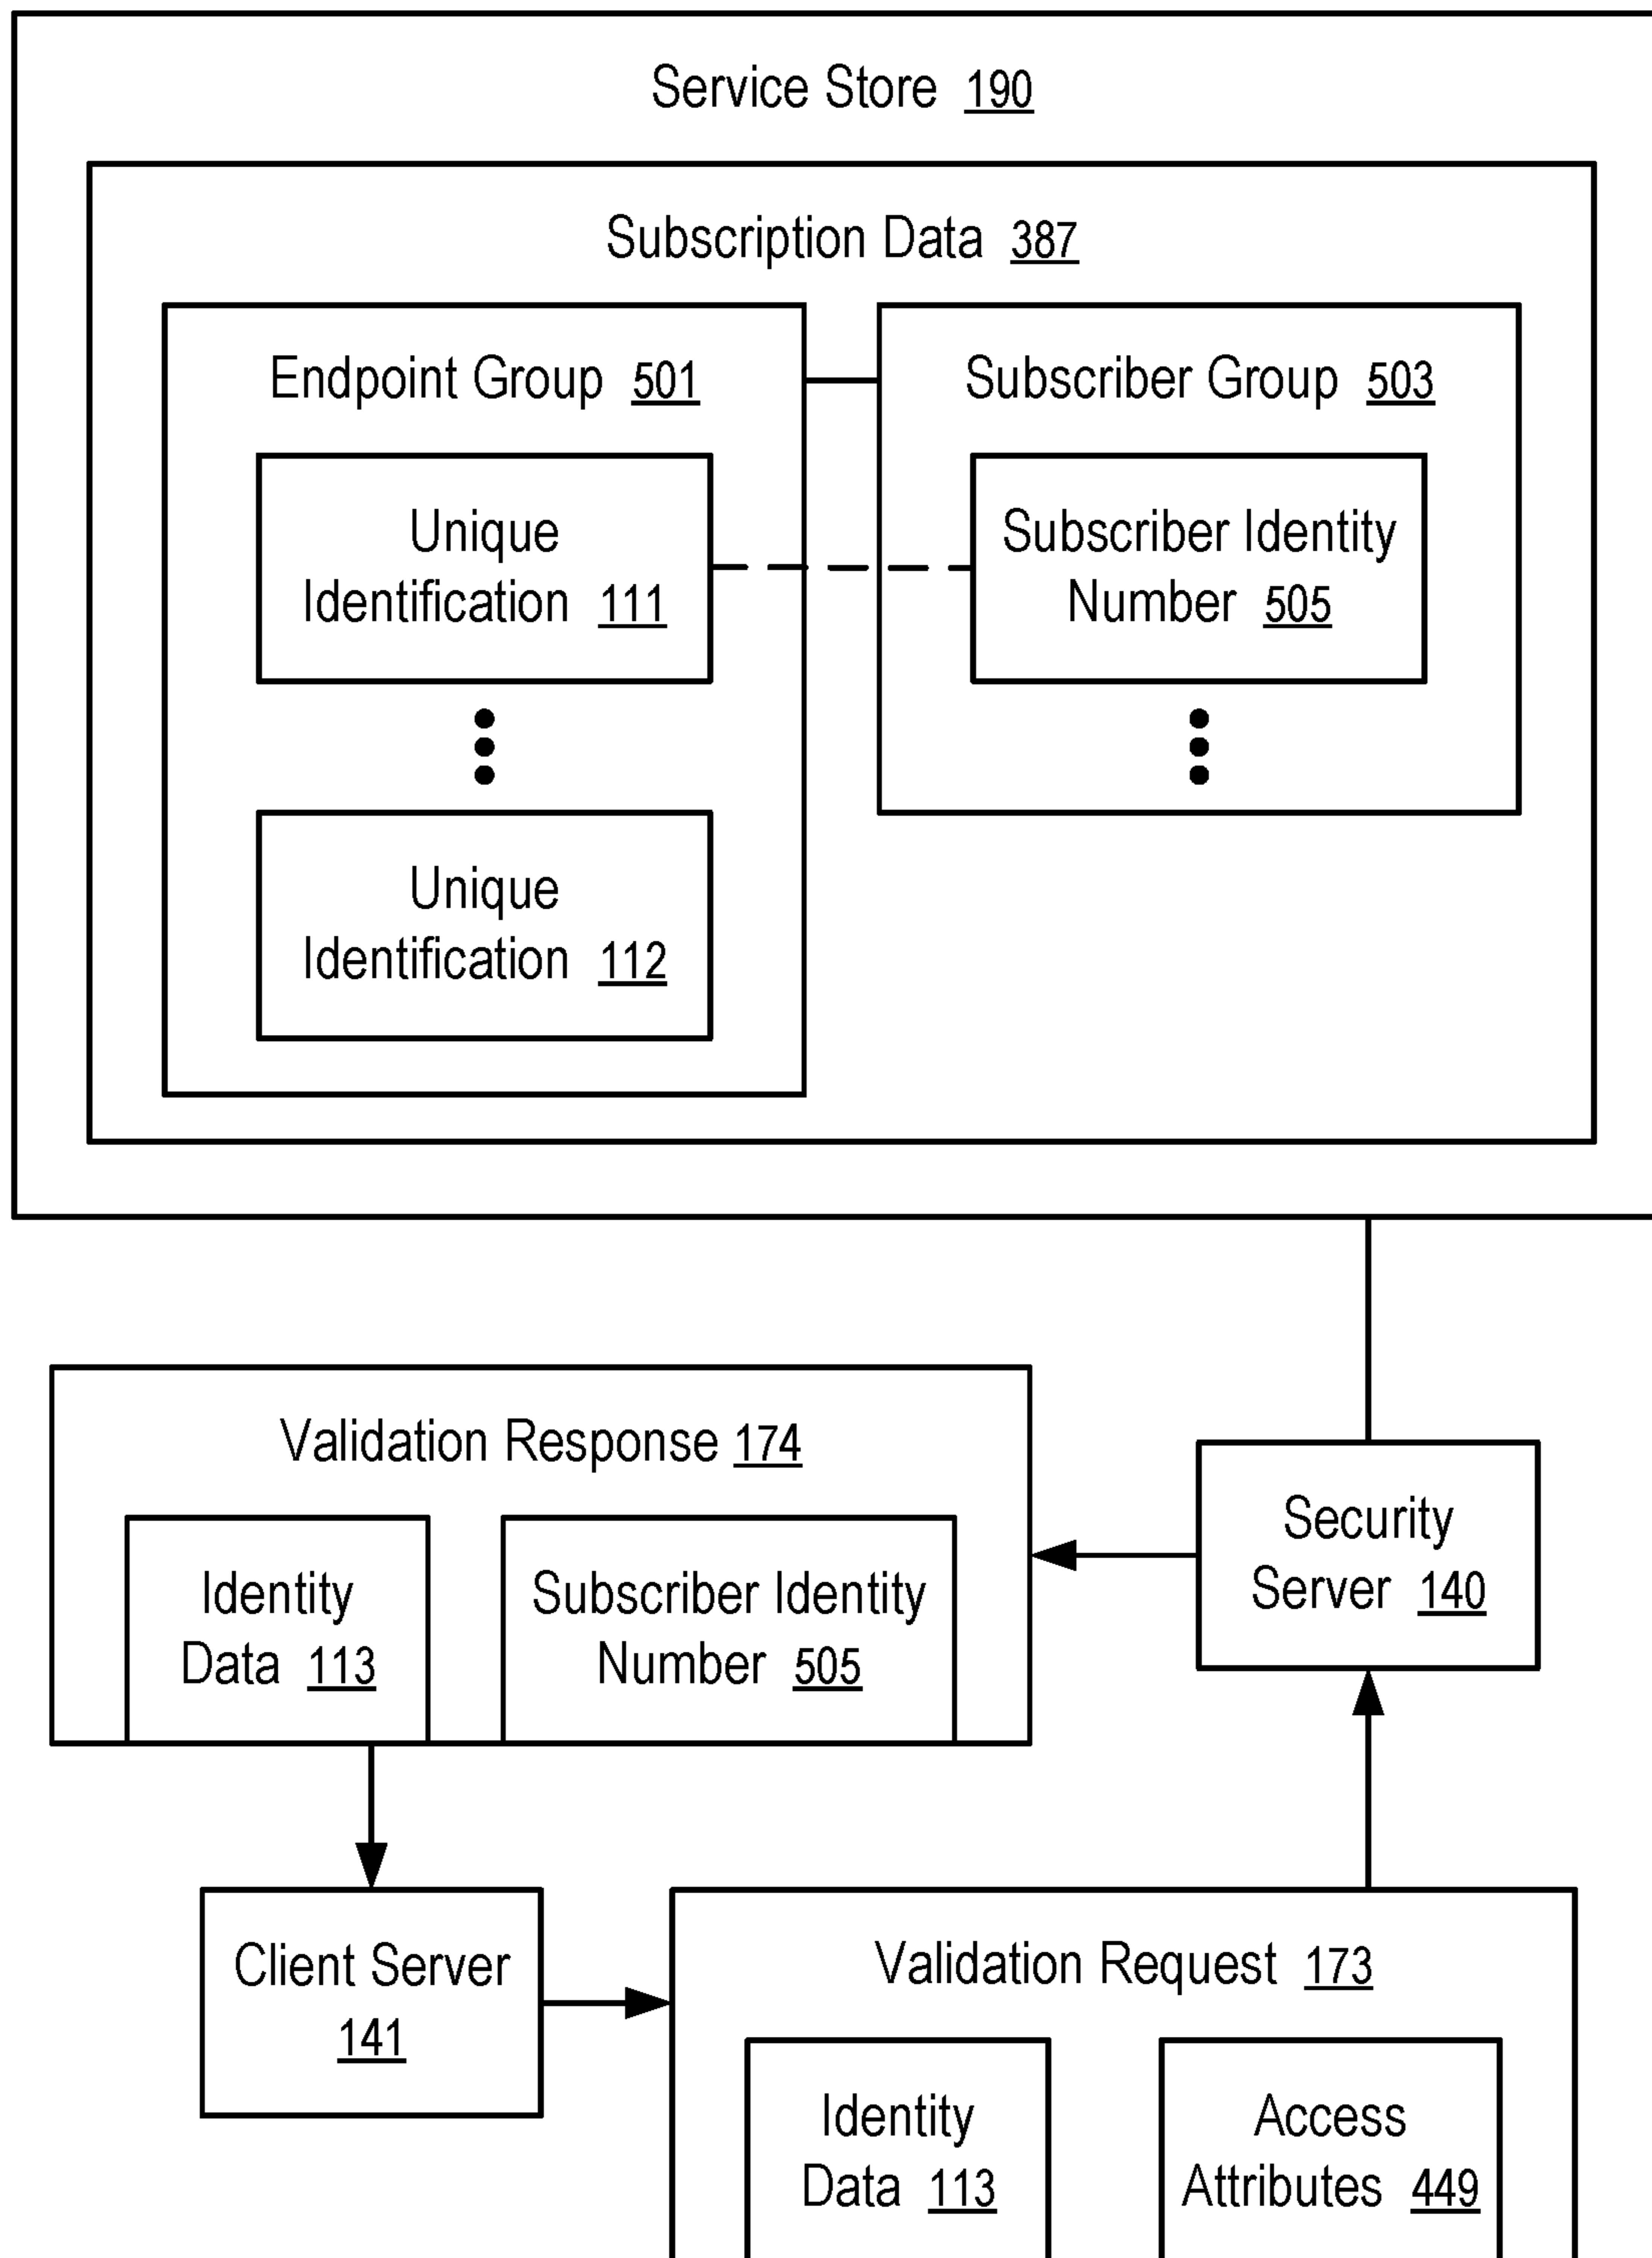 Service Store 190
Subscription Data 387
Endpoint Group 501
Unique
Identification 111
Unique
Identification 112
Subscriber Group 503
Subscriber Identity
Number 505
Validation Response 174
Identity
Data 113
Subscriber Identity
Number 505
Security
Server 140
Client Server
141
Validation Request 173
Identity
Data 113
Access
Attributes 449